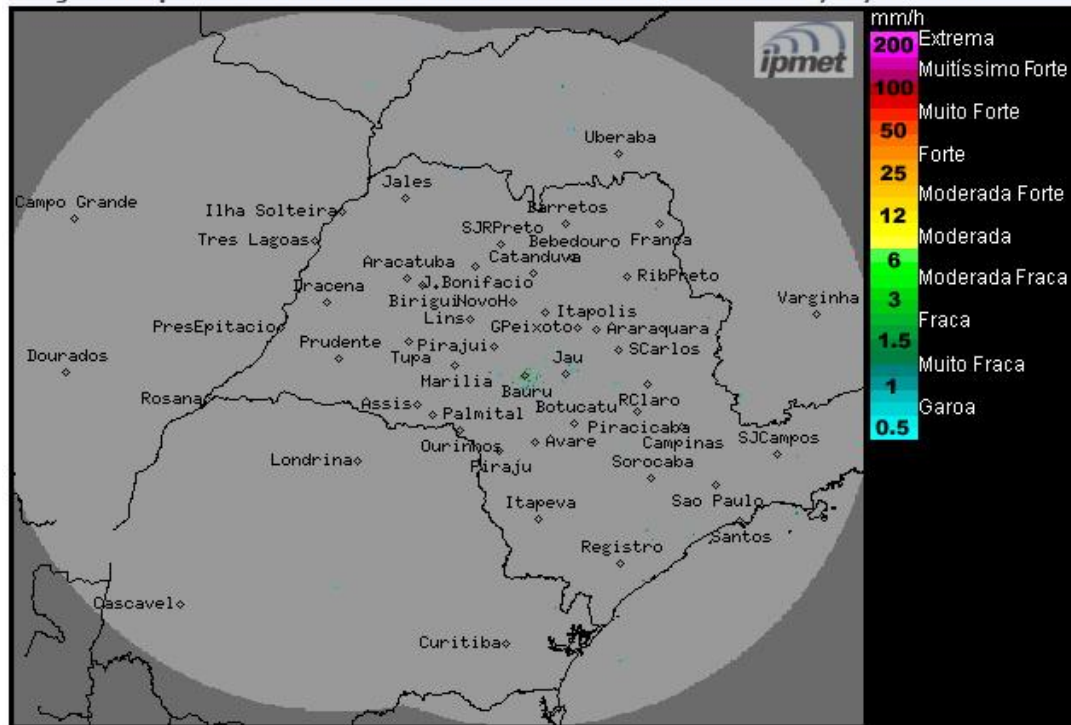 mm/h
ipmet
200 Extrema
Muitíssimo Forte
100
Muito Forte
50
Forte
25
Moderada Forte
12
Moderada
6
Moderada Fraca
3
Fraca
1.5
Muito Fraca
1
Garoa
0.5
Uberaba
Jales
Campo Grande
Ilha Solteira
Barretos
SJRPreto
Tres Lagoas
Bebedouro Franca
Catanduva
Aracatuba
J.Bonifacio
RibPreto
Dracena
Birigui NovoH
Itapolis
Varginha
Lins
GPeixoto
Araraquara
PresEpitacio
Prudente
Pirajui
SCarlos
Dourados
Tupa
Jau
Marilia
Bauru
Rosana
Assis
Palmital
Botucatu
RClaro
Piracicaba
Ourinhos
Avare
Campinas
SJCampos
Londrina
Piraju
Sorocaba
Itapeva
Sao Paulo
Santos
Registro
Cascavel
Curitiba